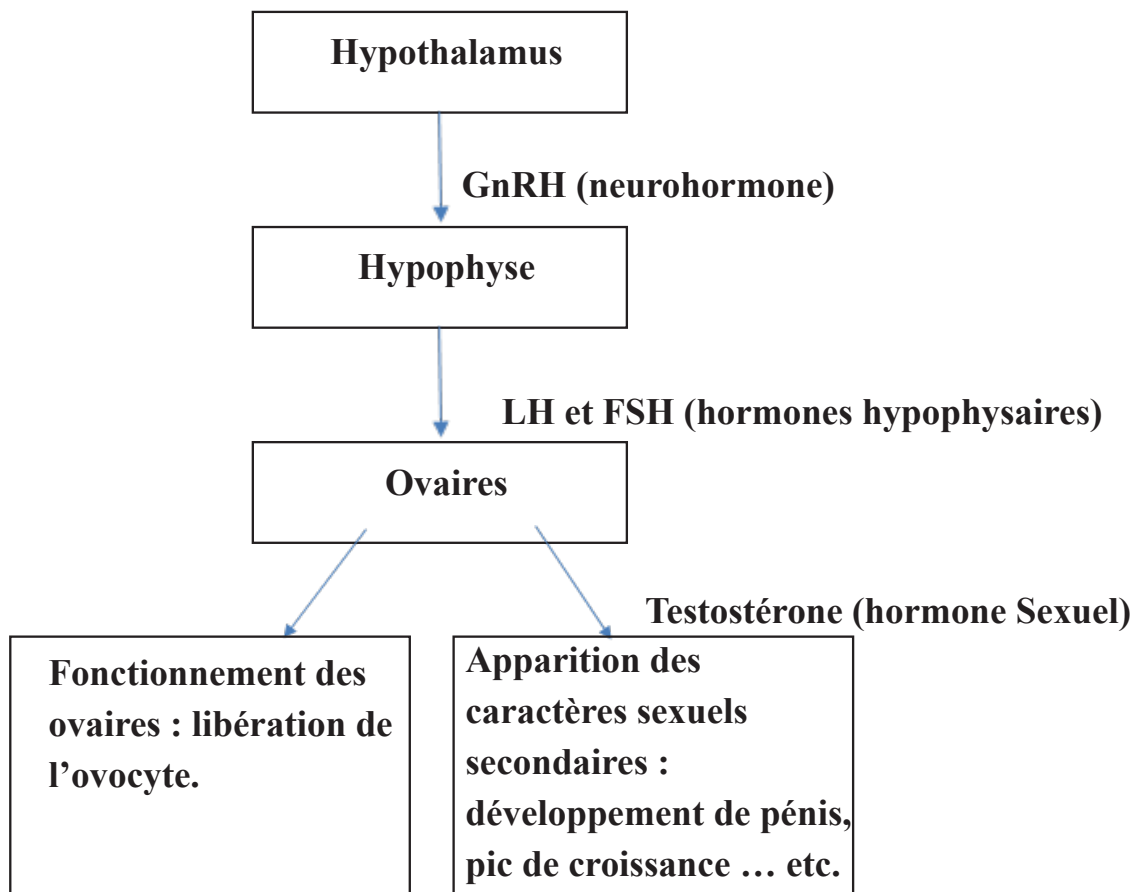 Hypothalamus
GnRH (neurohormone)
Hypophyse
LH et FSH (hormones hypophysaires)
Ovaires
Testostérone (hormone Sexuel)
Fonctionnement des
ovaires : libération de
l’ovocyte.
Apparition des
caractères sexuels
secondaires :
développement de pénis,
pic de croissance … etc.